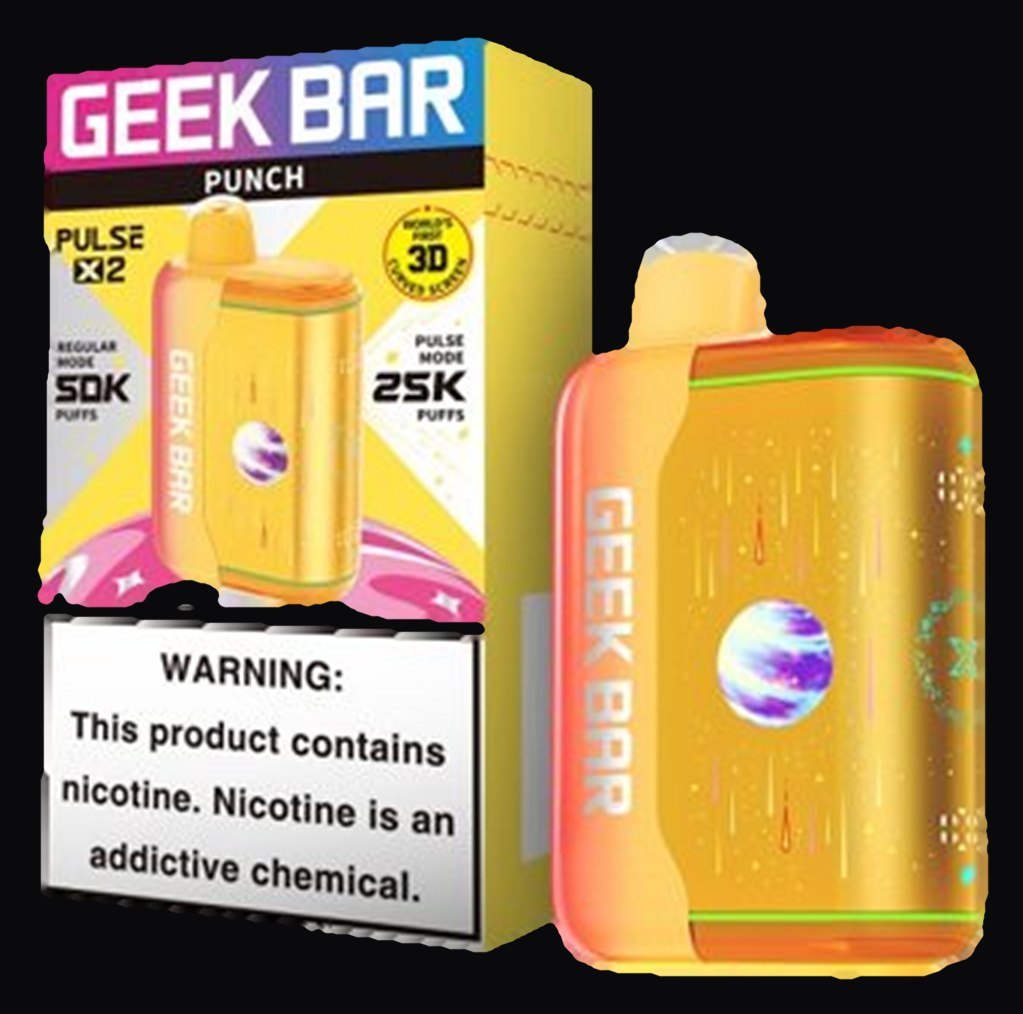 GEEK BAR
PUNCH
PULSE
X2
WORLD'S
FIRST
3D
CURVED SCREEN
REGULAR
MODE
50K
PUFFS
PULSE
MODE
25K
PUFFS
GEEK BAR
WARNING:
This product contains
nicotine. Nicotine is an
addictive chemical.
GEEK BAR